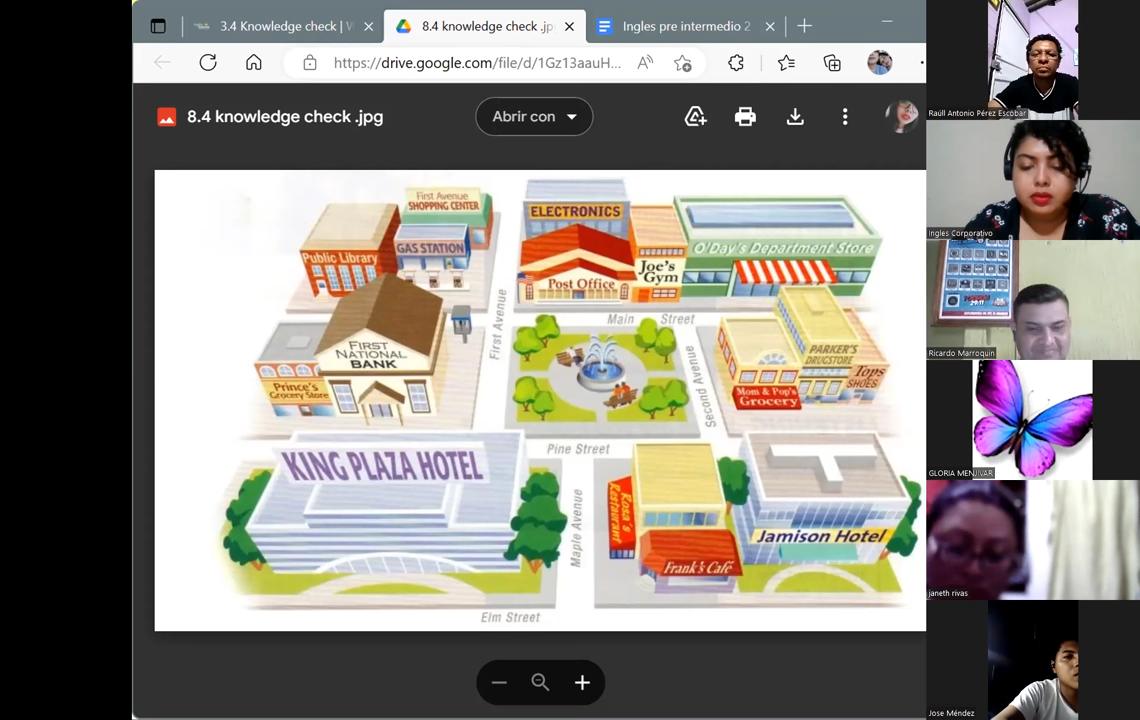 3.4 Knowledge check | V
8.4 knowledge check .jp
Ingles pre intermedio 2
https://drive.google.com/file/d/1Gz13aauH...
8.4 knowledge check .jpg
Abrir con
First Avenue
SHOPPING CENTER
ELECTRONICS
GAS STATION
Public Library
O'Day's Department Store
Joe's
Gym
Post Office
Main Street
First Avenue
FIRST
NATIONAL
BANK
Prince's
Grocery Store
Second Avenue
PARKER'S
DRUGSTORE
Tops
SHOES
Mom & Pop's
Grocery
Pine Street
KING PLAZA HOTEL
Maple Avenue
Rosa's
Restaurant
Jamison Hotel
Frank's Café
Elm Street
Raúll Antonio Pérez Escobar
Ingles Corporativo
Ricardo Marroquin
GLORIA MENJIVAR
janeth rivas
Jose Méndez